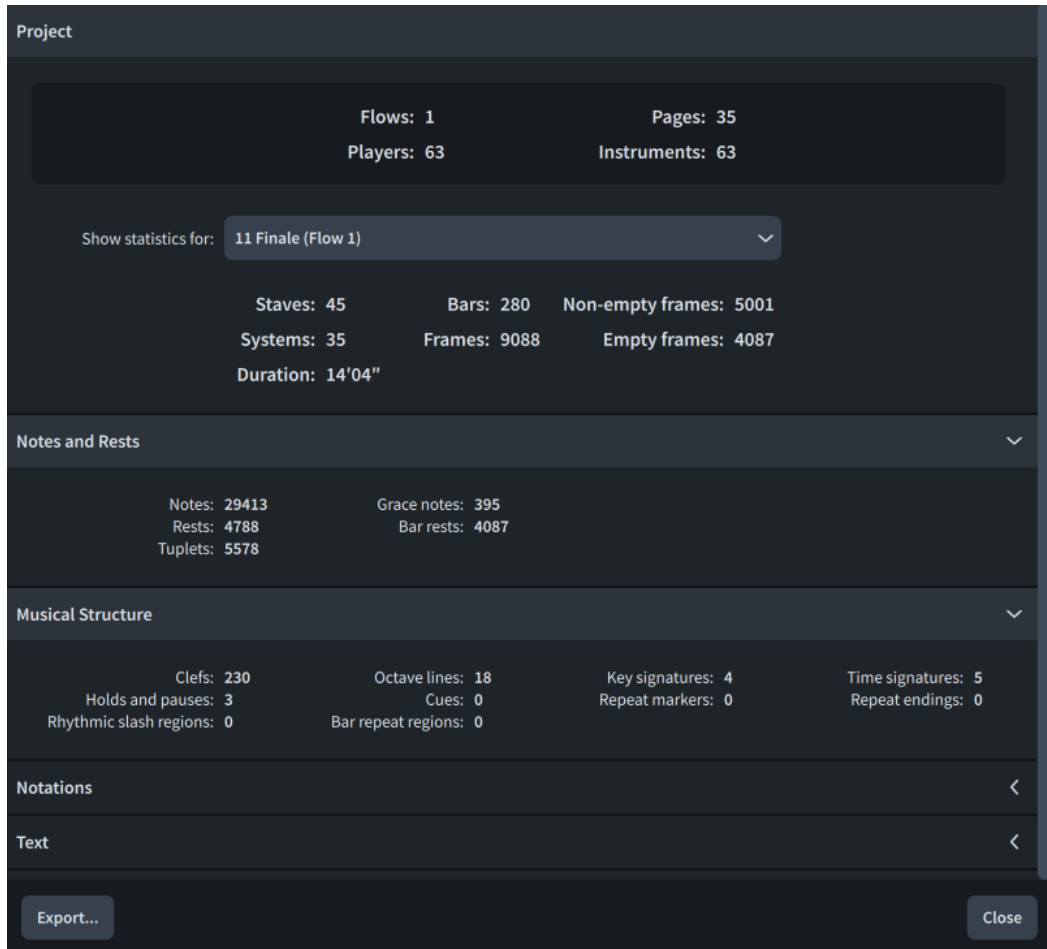 Project
Flows: 1 Pages: 35
Players: 63 Instruments: 63
Show statistics for: 11 Finale (Flow 1)
Staves: 45 Bars: 280 Non-empty frames: 5001
Systems: 35 Frames: 9088 Empty frames: 4087
Duration: 14′04″
Notes and Rests
Notes: 29413 Grace notes: 395
Rests: 4788 Bar rests: 4087
Tuplets: 5578
Musical Structure
Clefs: 230 Octave lines: 18 Key signatures: 4 Time signatures: 5
Holds and pauses: 3 Cues: 0 Repeat markers: 0 Repeat endings: 0
Rhythmic slash regions: 0 Bar repeat regions: 0
Notations
Text
Export... Close